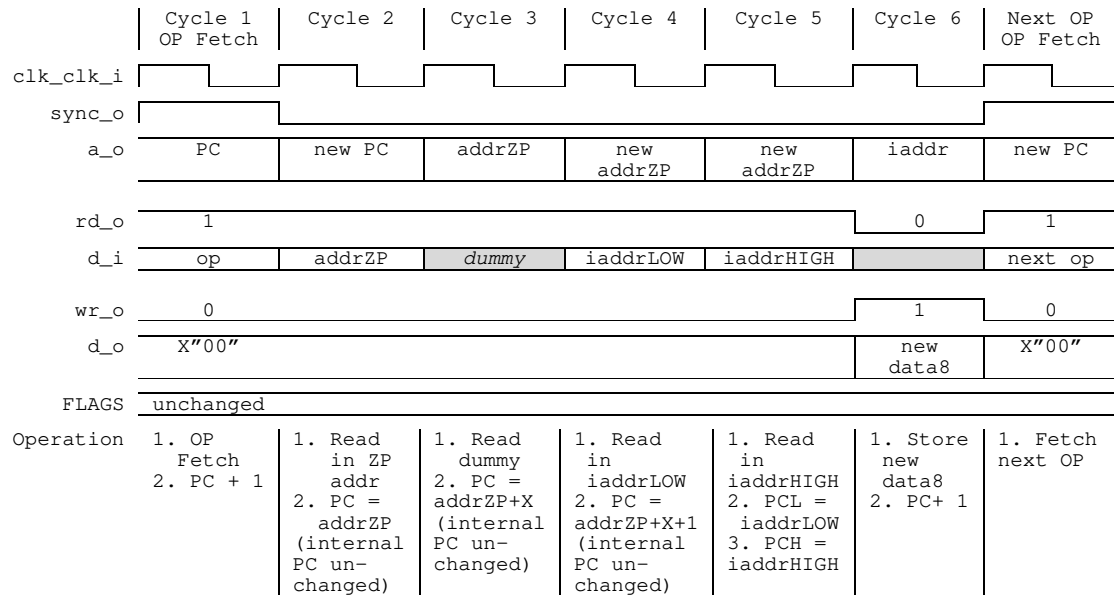 Cycle 1 Cycle 2 Cycle 3 Cycle 4 Cycle 5 Cycle 6 Next OP
OP Fetch OP Fetch
clk_clk_i
sync_o
a_o PC new PC addrZP new new iaddr new PC
addrZP addrZP
rd_o 1 0 1
d_i op addrZP dummy iaddrLOW iaddrHIGH next op
wr_o 0 1 0
d_o X"00" new X"00"
data8
FLAGS unchanged
Operation 1. OP 1. Read 1. Read 1. Read 1. Read 1. Store 1. Fetch
Fetch in ZP dummy in in new next OP
2. PC + 1 addr 2. PC = iaddrLOW iaddrHIGH data8
2. PC = addrZP+X 2. PC = 2. PCL = 2. PC+ 1
addrZP (internal addrZP+X+1 iaddrLOW
(internal PC un- (internal 3. PCH =
PC un- changed) PC un- iaddrHIGH
changed) changed)